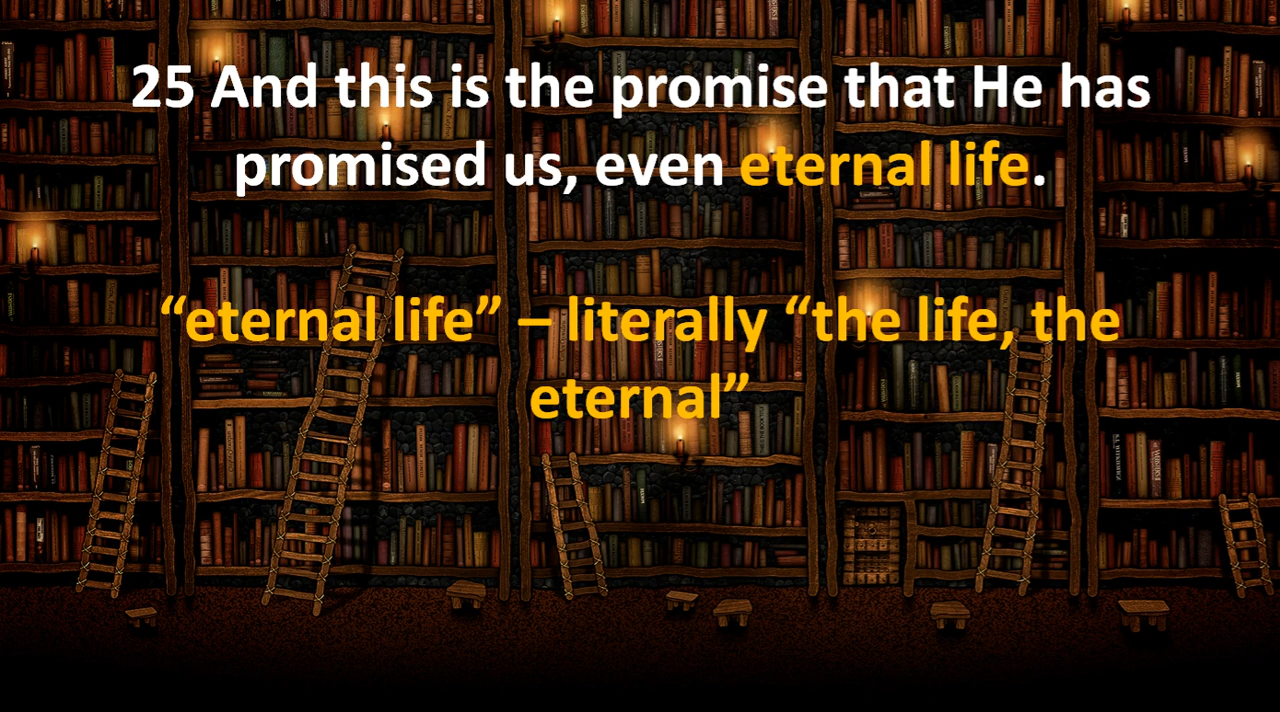 25 And this is the promise that He has
promised us, even eternal life.
“eternal life” – literally “the life, the
eternal”